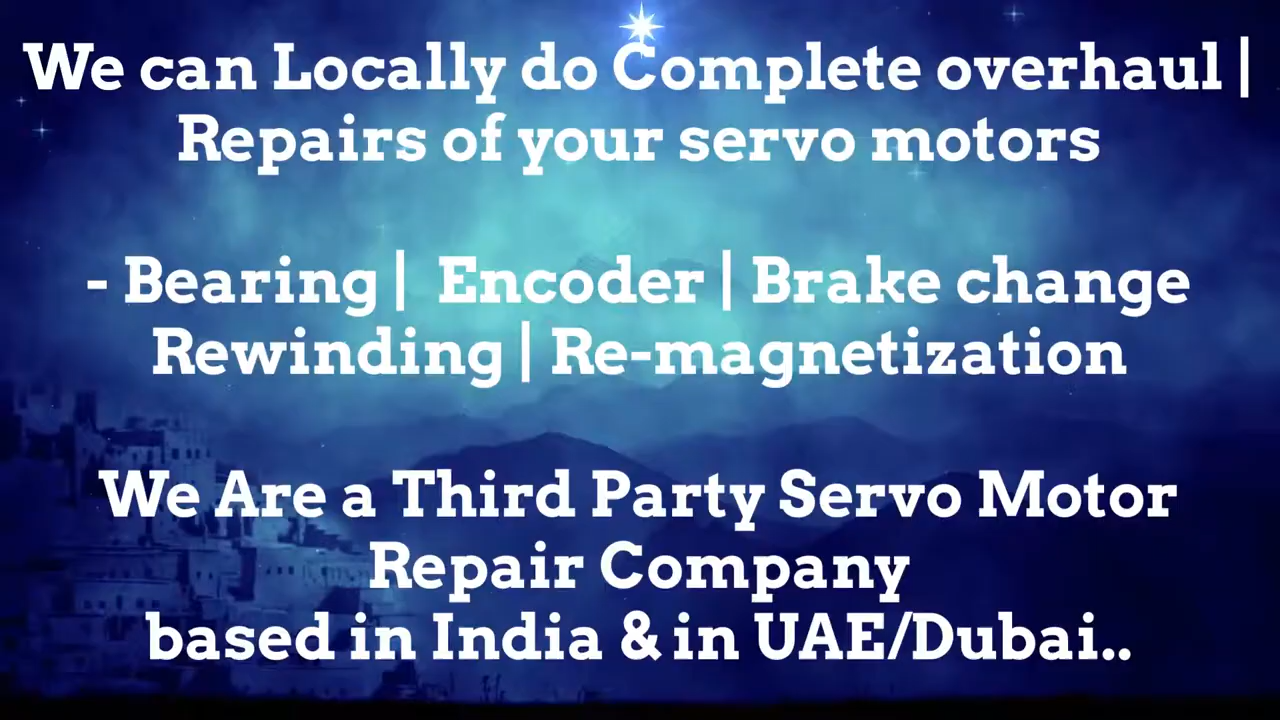 We can Locally do Complete overhaul |
Repairs of your servo motors
- Bearing | Encoder | Brake change
Rewinding | Re-magnetization
We Are a Third Party Servo Motor
Repair Company
based in India & in UAE/Dubai..